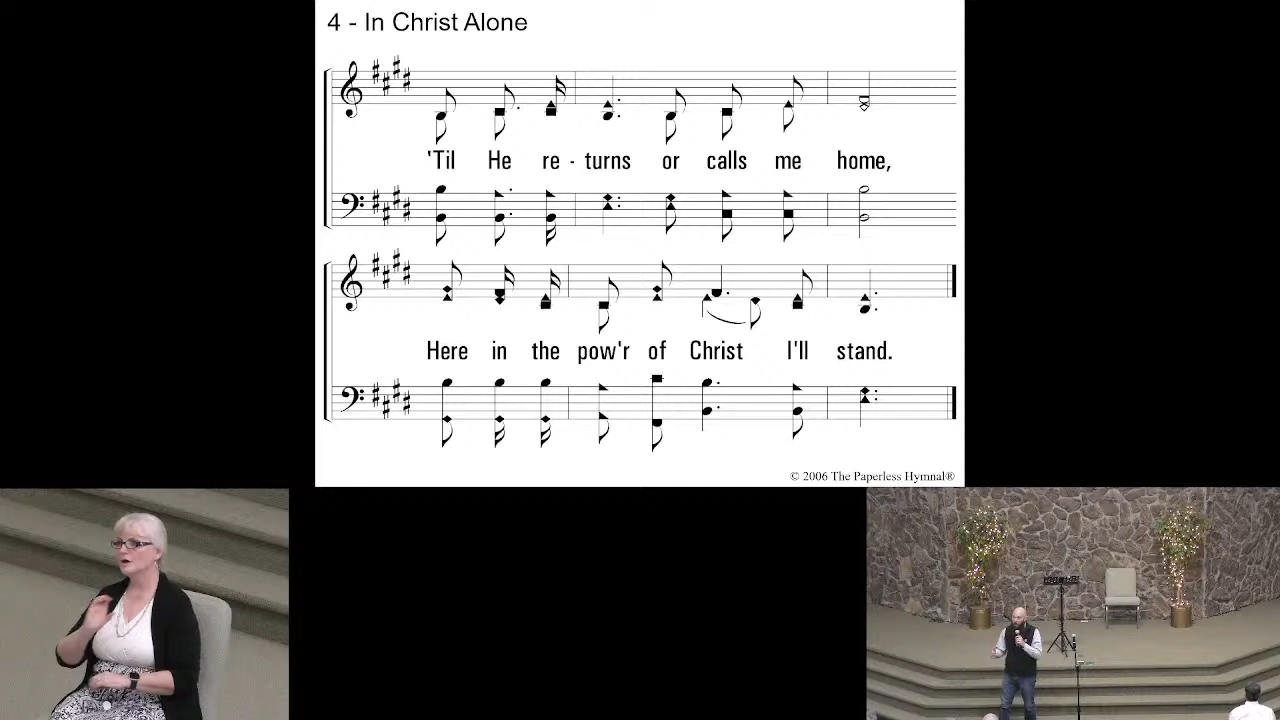 4 - In Christ Alone
'Til He re - turns or calls me home,
Here in the pow'r of Christ I'll stand.
© 2006 The Paperless Hymnal®